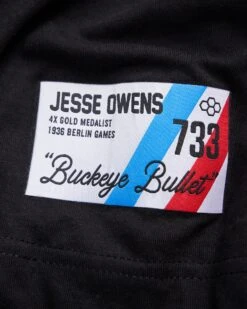 JESSE OWENS
4X GOLD MEDALIST
1936 BERLIN GAMES
733
"Buckeye Bullet"